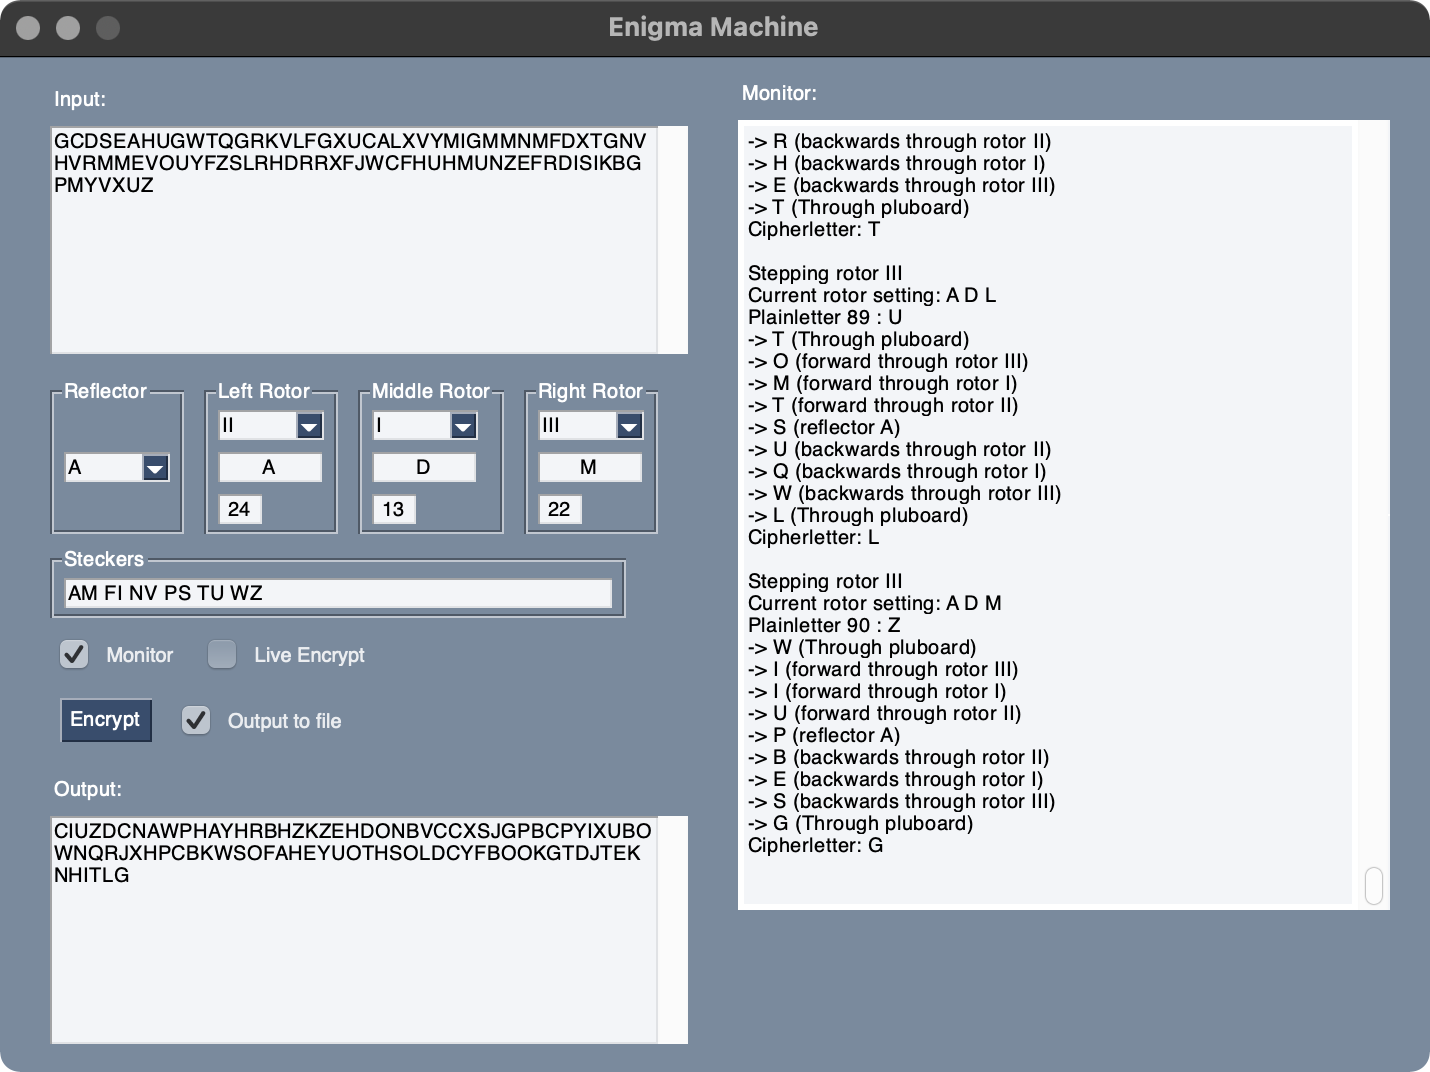 Enigma Machine
Input:
GCDSEAHUGWTQGRKVLFGXUCALXVYMIGMMNMFDXTGNV
HVRMMEVOUYFZSLRHDRRXFJWCFHUHMUNZEFRDISIKBG
PMYVXUZ
Reflector
A
Left Rotor
II
A
24
Middle Rotor
I
D
13
Right Rotor
III
M
22
Steckers
AM FI NV PS TU WZ
Monitor
Live Encrypt
Encrypt
Output to file
Output:
CIUZDCNAWPHAYHRBHZKZEHDONBVCCXSJGPBCPYIXUBO
WNQRJXHPCBKWSOFAHEYUOTHSOLDCYFBOOKGTDJTEK
NHITLG
Monitor:
-> R (backwards through rotor II)
-> H (backwards through rotor I)
-> E (backwards through rotor III)
-> T (Through pluboard)
Cipherletter: T
Stepping rotor III
Current rotor setting: A D L
Plainletter 89 : U
-> T (Through pluboard)
-> O (forward through rotor III)
-> M (forward through rotor I)
-> T (forward through rotor II)
-> S (reflector A)
-> U (backwards through rotor II)
-> Q (backwards through rotor I)
-> W (backwards through rotor III)
-> L (Through pluboard)
Cipherletter: L
Stepping rotor III
Current rotor setting: A D M
Plainletter 90 : Z
-> W (Through pluboard)
-> I (forward through rotor III)
-> I (forward through rotor I)
-> U (forward through rotor II)
-> P (reflector A)
-> B (backwards through rotor II)
-> E (backwards through rotor I)
-> S (backwards through rotor III)
-> G (Through pluboard)
Cipherletter: G